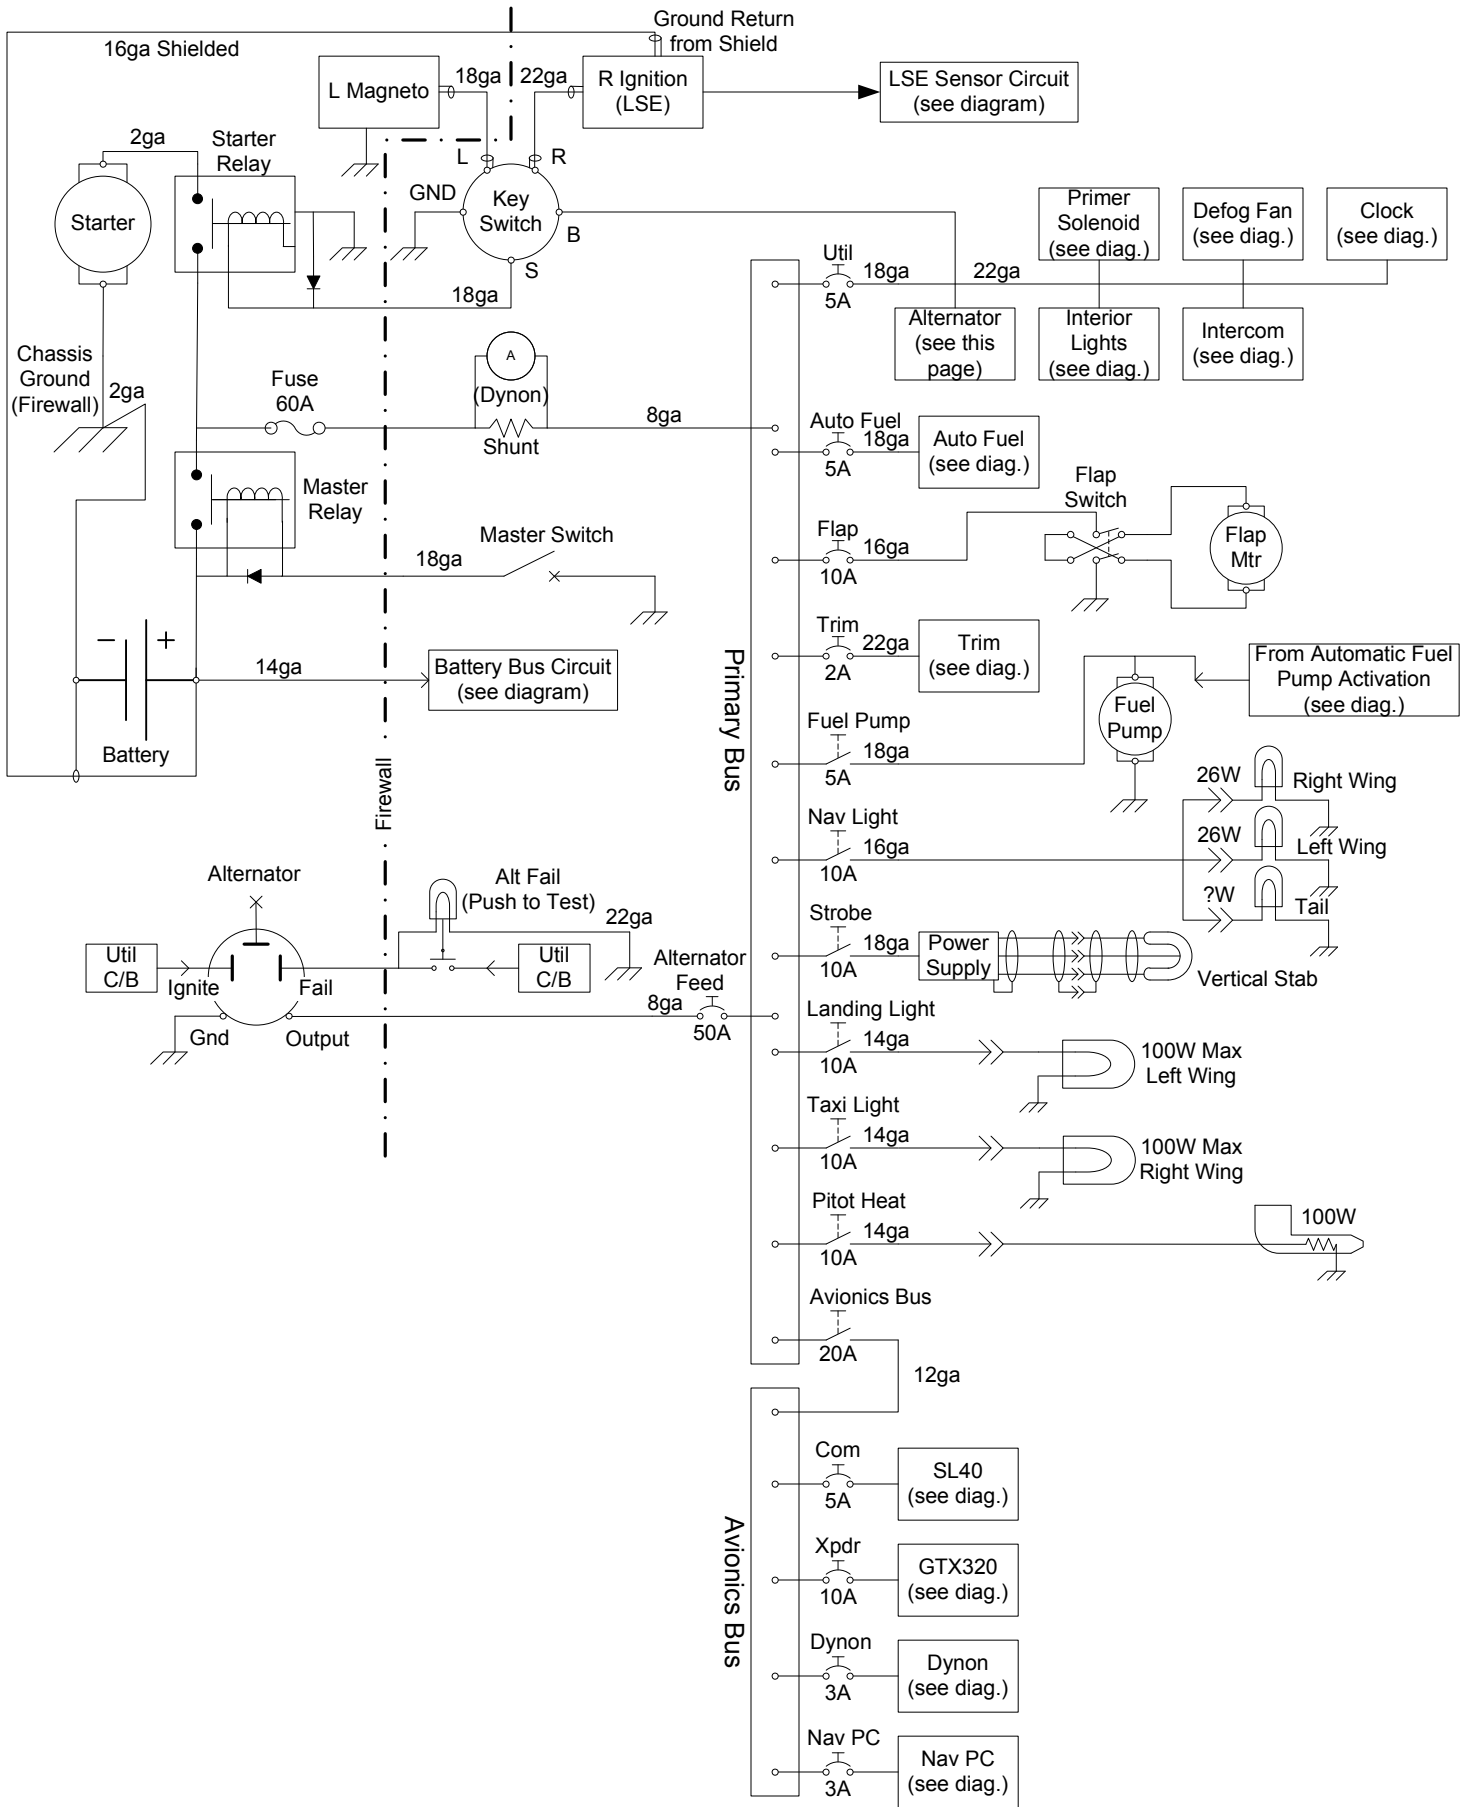 Ground Return
from Shield
16ga Shielded
L Magneto
18ga
22ga
R Ignition
(LSE)
LSE Sensor Circuit
(see diagram)
2ga
Starter
Relay
L
R
GND
Key
Switch
B
S
Starter
18ga
Primer
Solenoid
(see diag.)
Defog Fan
(see diag.)
Clock
(see diag.)
Util
18ga
22ga
5A
Alternator
(see this
page)
Interior
Lights
(see diag.)
Intercom
(see diag.)
Chassis
Ground
(Firewall)
2ga
Fuse
60A
A
(Dynon)
Shunt
8ga
Auto Fuel
18ga
5A
Auto Fuel
(see diag.)
Master
Relay
Flap
Switch
Flap
16ga
10A
Flap
Mtr
18ga
Master Switch
Trim
22ga
2A
Trim
(see diag.)
−
+
Battery
14ga
Battery Bus Circuit
(see diagram)
Primary Bus
From Automatic Fuel
Pump Activation
(see diag.)
Fuel Pump
18ga
5A
Fuel
Pump
Firewall
26W
Right Wing
Nav Light
16ga
10A
26W
Left Wing
?W
Tail
Alternator
Alt Fail
(Push to Test)
22ga
Util
C/B
Ignite
Fail
Util
C/B
Gnd
Output
Alternator
Feed
8ga
50A
Strobe
18ga
10A
Power
Supply
Vertical Stab
Landing Light
14ga
10A
100W Max
Left Wing
Taxi Light
14ga
10A
100W Max
Right Wing
Pitot Heat
14ga
10A
100W
Avionics Bus
20A
12ga
Avionics Bus
Com
5A
SL40
(see diag.)
Xpdr
10A
GTX320
(see diag.)
Dynon
3A
Dynon
(see diag.)
Nav PC
3A
Nav PC
(see diag.)